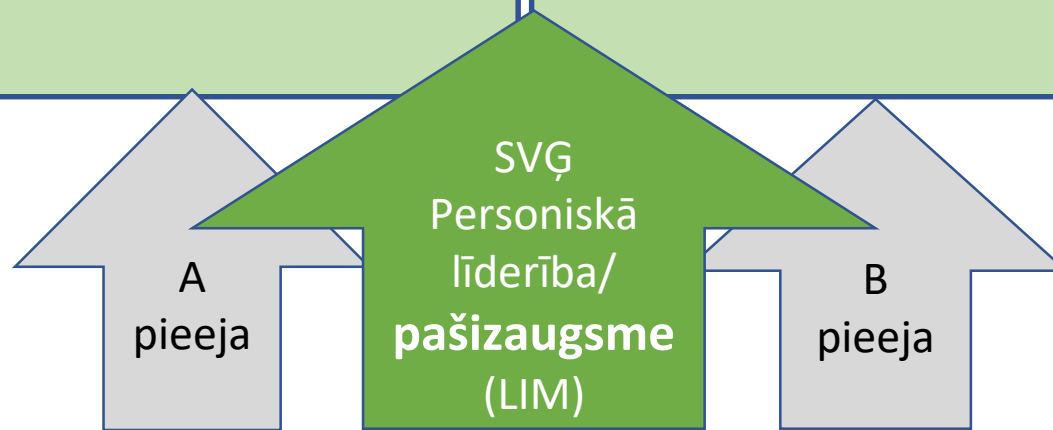 A
pieeja
SVĢ
Personiskā
līderība/
pašizaugsme
(LIM)
B
pieeja